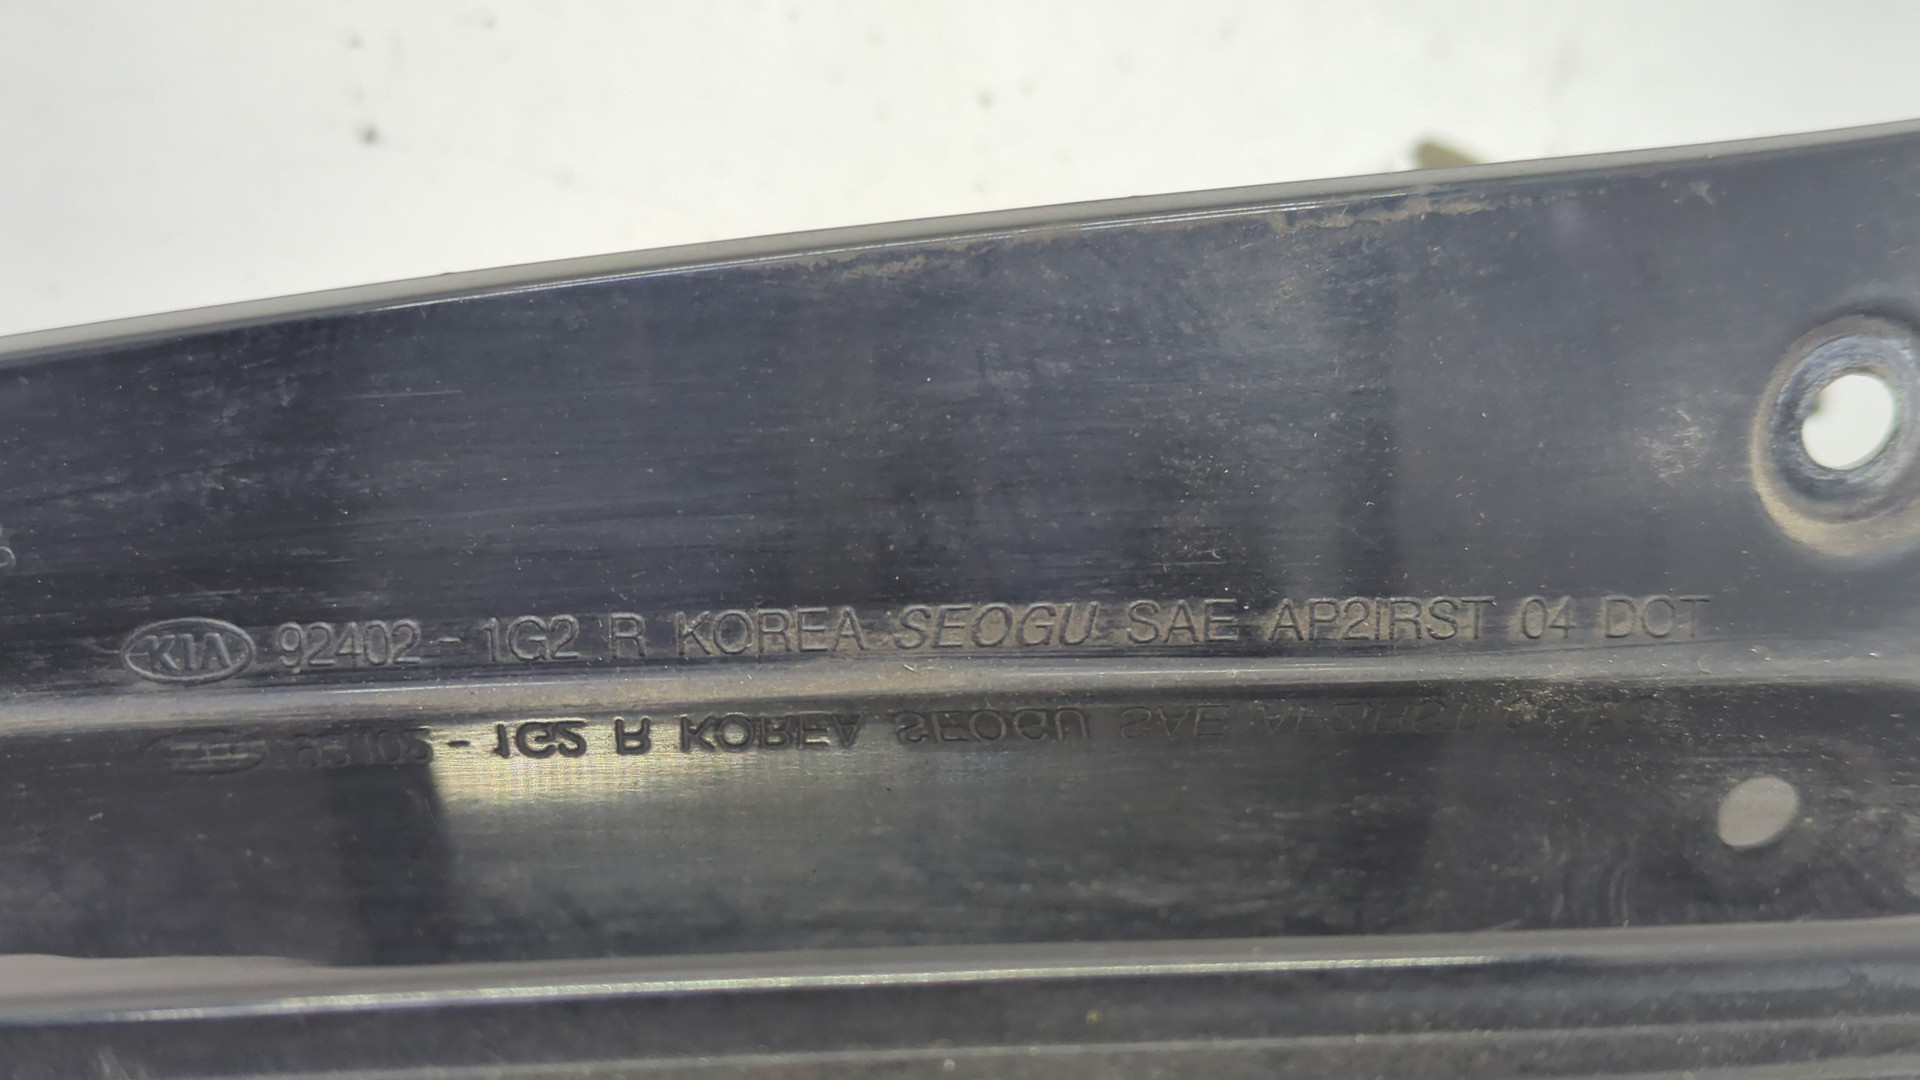 KIA 92402-1G2 R KOREA SEOGU SAE AP2IRST 04 DOT